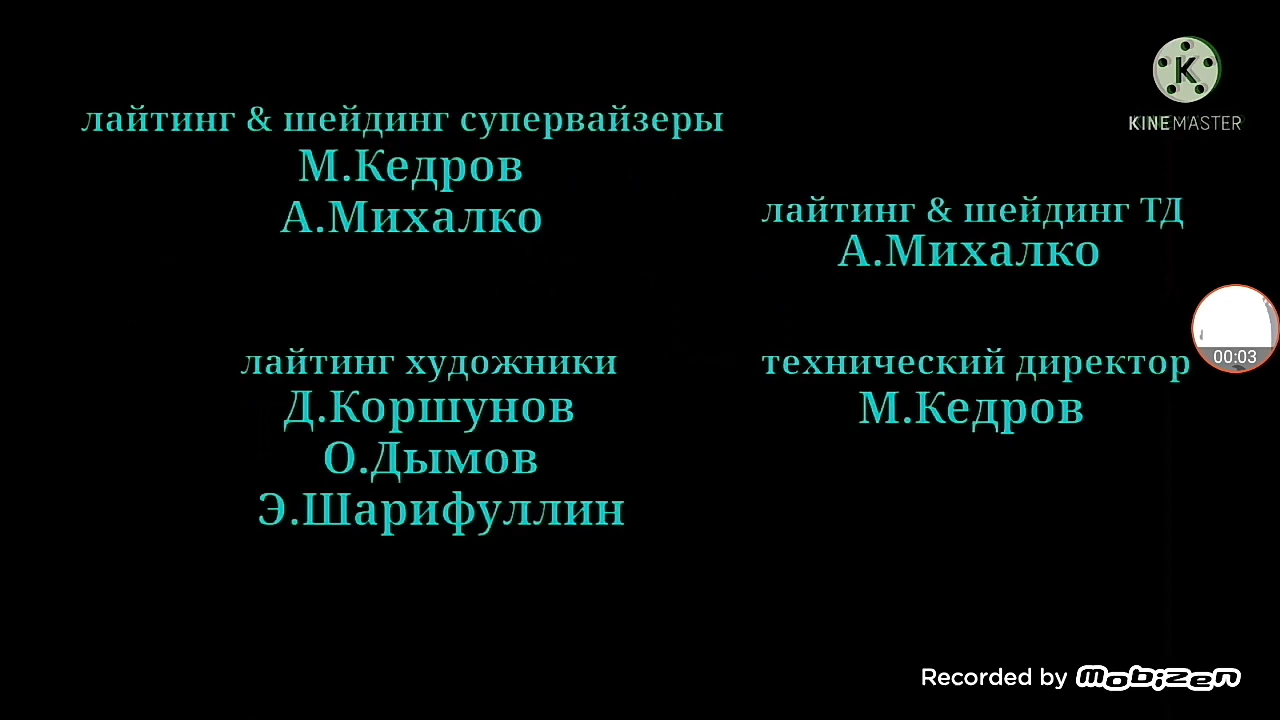 лайтинг & шейдинг супервайзеры
М.Кедров
А.Михалко
лайтинг & шейдинг ТД
А.Михалко
лайтинг художники
Д.Коршунов
О.Дымов
Э.Шарифуллин
технический директор
М.Кедров
K
KINEMASTER
00:03
Recorded by Mobizen